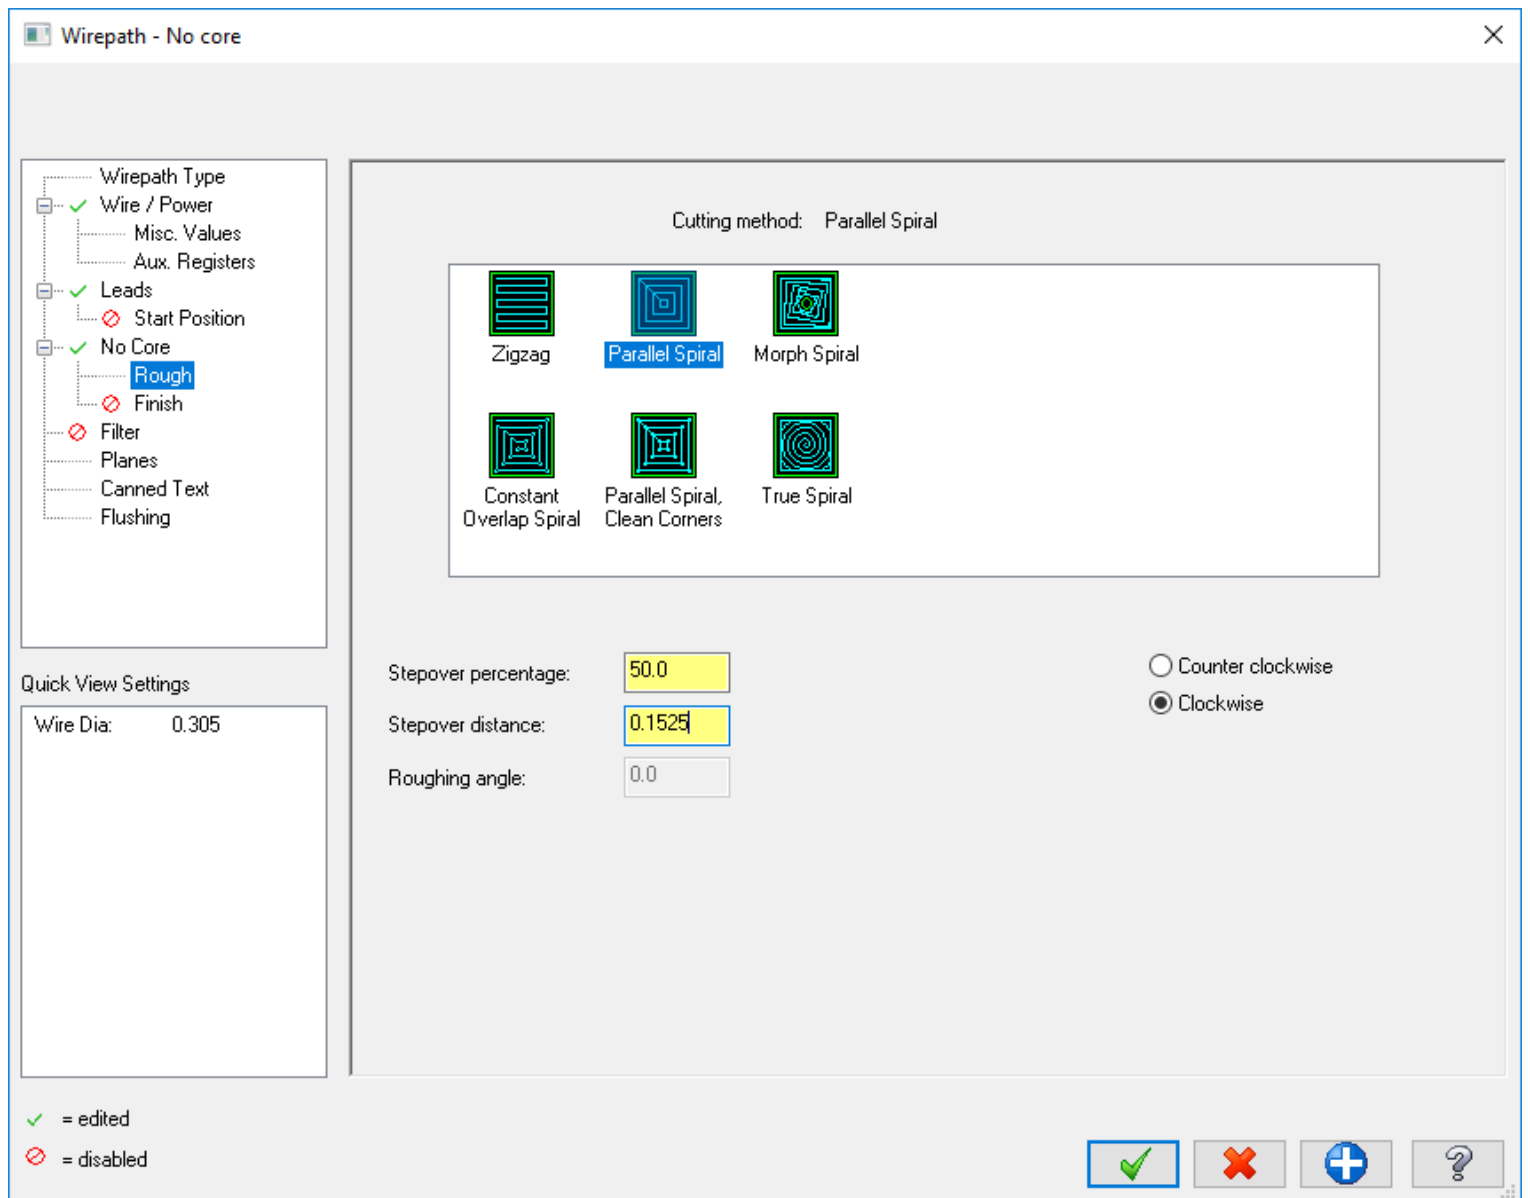 Wirepath - No core
Wirepath Type
Wire / Power
Misc. Values
Aux. Registers
Leads
Start Position
No Core
Rough
Finish
Filter
Planes
Canned Text
Flushing
Quick View Settings
Wire Dia: 0.305
= edited
= disabled
Cutting method: Parallel Spiral
Zigzag
Parallel Spiral
Morph Spiral
Constant
Overlap Spiral
Parallel Spiral,
Clean Corners
True Spiral
Stepover percentage: 50.0
Stepover distance: 0.1525
Roughing angle: 0.0
Counter clockwise
Clockwise